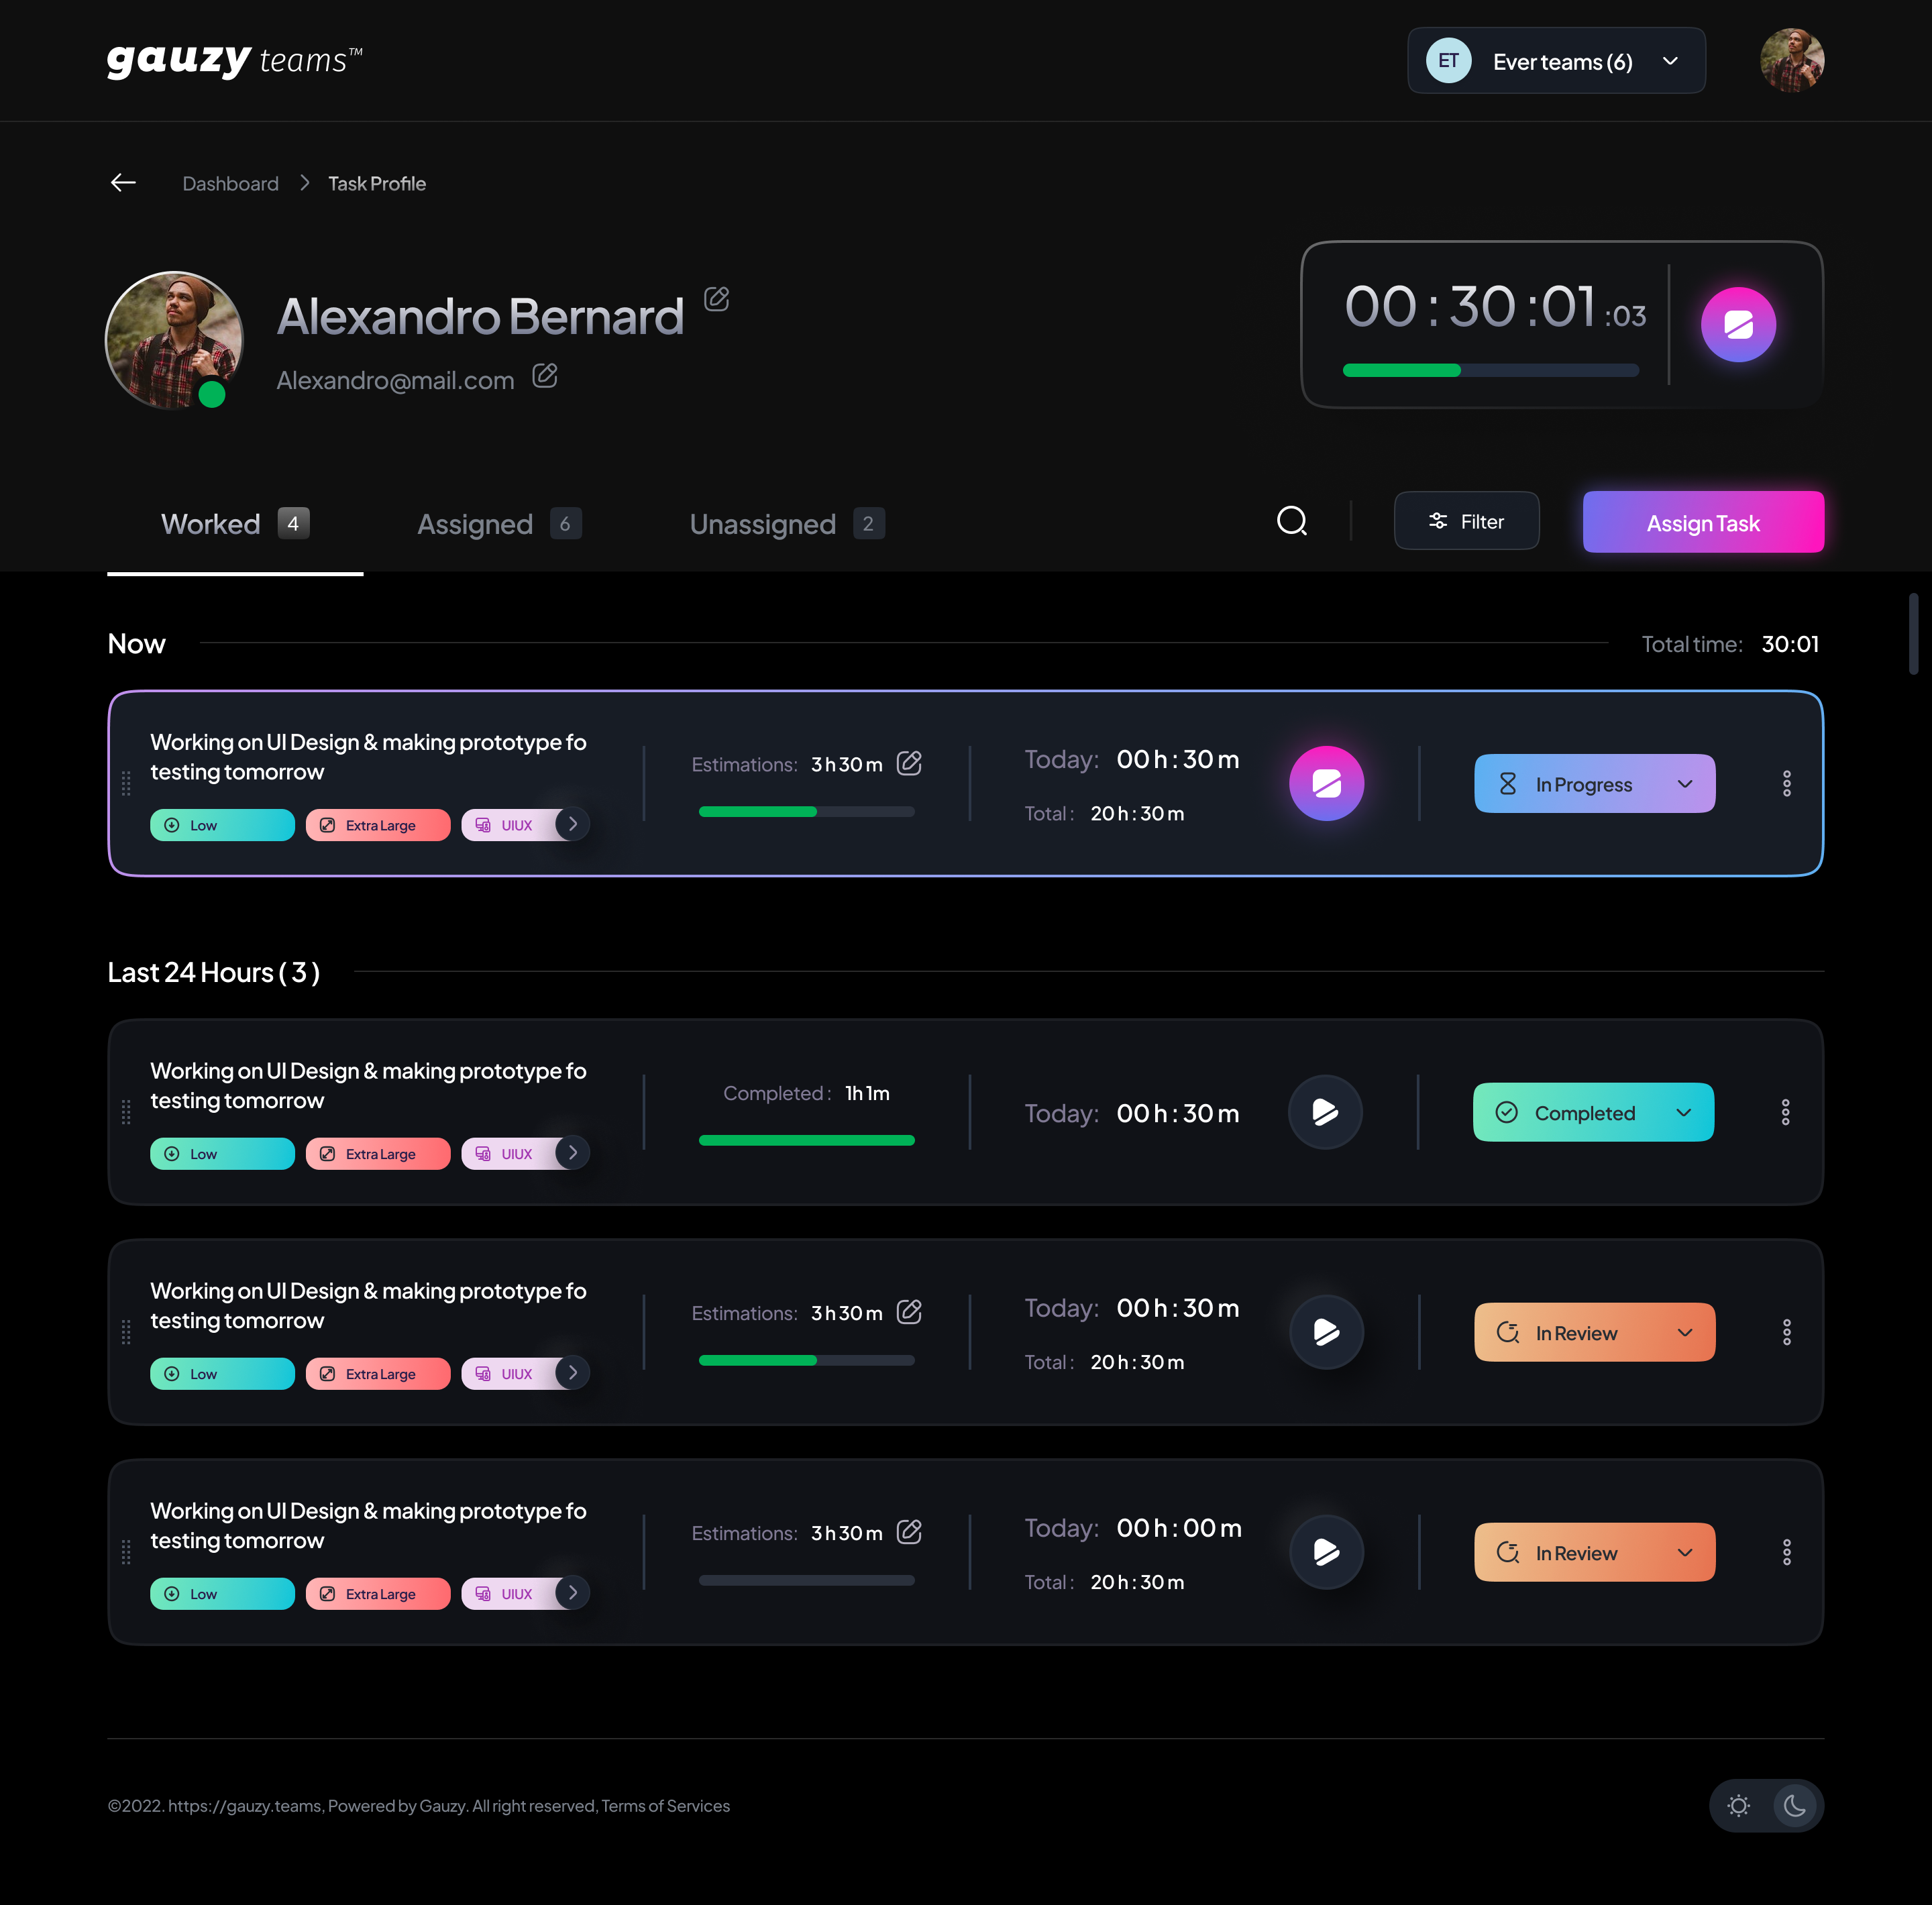 gauzy teams™
ET Ever teams (6)
Dashboard > Task Profile
Alexandro Bernard
Alexandro@mail.com
00 : 30 :01 :03
Worked 4
Assigned 6
Unassigned 2
Filter
Assign Task
Now
Total time: 30:01
Working on UI Design & making prototype fo
testing tomorrow
Low
Extra Large
UIUX
Estimations: 3 h 30 m
Today: 00 h : 30 m
Total : 20 h : 30 m
In Progress
Last 24 Hours ( 3 )
Working on UI Design & making prototype fo
testing tomorrow
Low
Extra Large
UIUX
Completed : 1h 1m
Today: 00 h : 30 m
Completed
Working on UI Design & making prototype fo
testing tomorrow
Low
Extra Large
UIUX
Estimations: 3 h 30 m
Today: 00 h : 30 m
Total : 20 h : 30 m
In Review
Working on UI Design & making prototype fo
testing tomorrow
Low
Extra Large
UIUX
Estimations: 3 h 30 m
Today: 00 h : 00 m
Total : 20 h : 30 m
In Review
©2022. https://gauzy.teams, Powered by Gauzy. All right reserved, Terms of Services